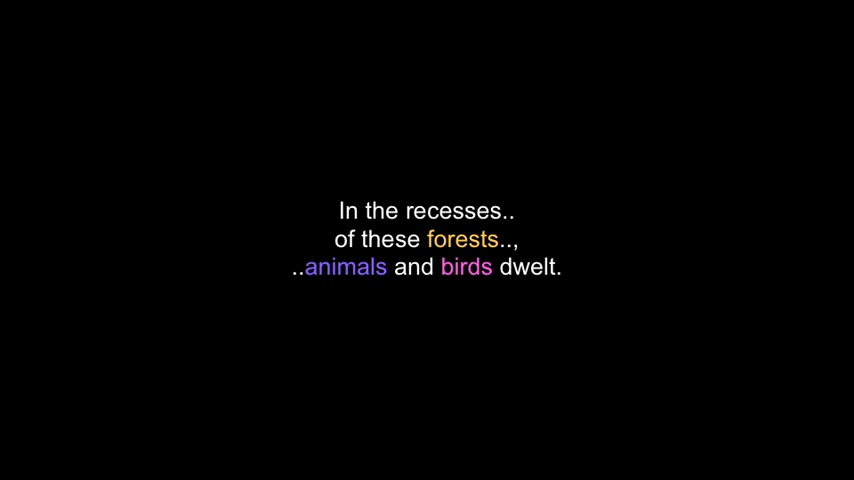 In the recesses..
of these forests..,
..animals and birds dwelt.